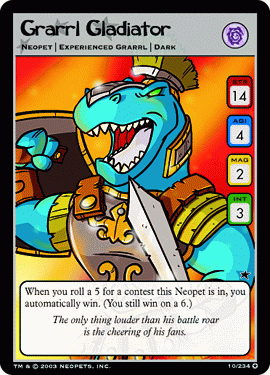 Grarrl Gladiator
Neopet | Experienced Grarrl | Dark
STR
14
AGI
4
MAG
2
INT
3
When you roll a 5 for a contest this Neopet is in, you
automatically win. (You still win on a 6.)
The only thing louder than his battle roar
is the cheering of his fans.
TM & © 2003 NEOPETS, INC.
10/234